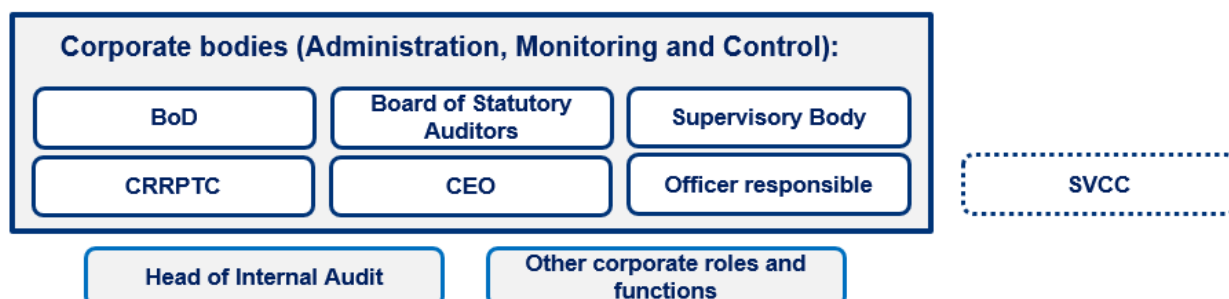 Corporate bodies (Administration, Monitoring and Control):
BoD
Board of Statutory
Auditors
Supervisory Body
CRRPTC
CEO
Officer responsible
SVCC
Head of Internal Audit
Other corporate roles and
functions